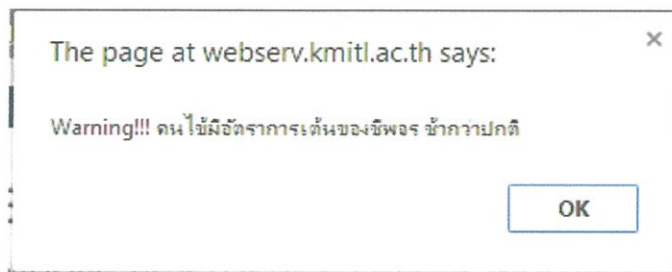 The page at webserv.kmitl.ac.th says:
×
Warning!!! คนไข้มีอัตราการเต้นของชีพจร ช้ากว่าปกติ
OK